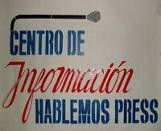 CENTRO DE
Información
HABLEMOS PRESS